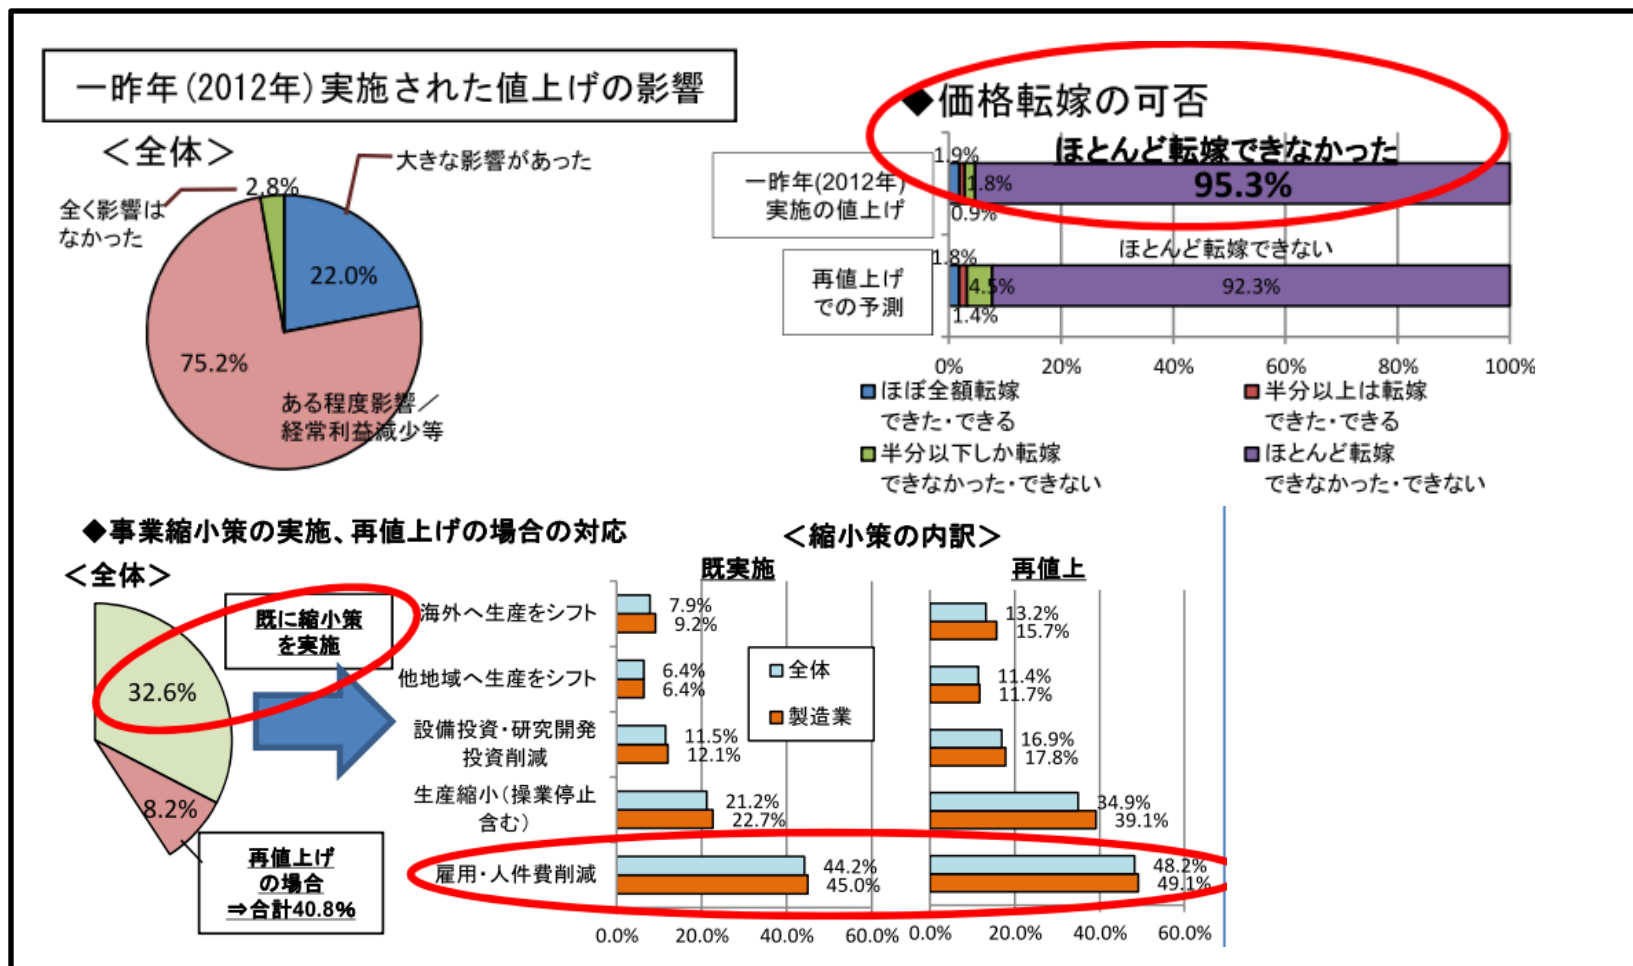 一昨年(2012年)実施された値上げの影響
＜全体＞
大きな影響があった
2.8%
全く影響は
なかった
22.0%
75.2%
ある程度影響／
経常利益減少等
◆価格転嫁の可否
ほとんど転嫁できなかった
1.9%
一昨年(2012年)
実施の値上げ
1.8%
95.3%
0.9%
ほとんど転嫁できない
1.8%
再値上げ
での予測
4.5%
92.3%
1.4%
0%
20%
40%
60%
80%
100%
ほぼ全額転嫁
できた・できる
半分以上は転嫁
できた・できる
半分以下しか転嫁
できなかった・できない
ほとんど転嫁
できなかった・できない
◆事業縮小策の実施、再値上げの場合の対応
＜全体＞
既に縮小策
を実施
32.6%
8.2%
再値上げ
の場合
⇒合計40.8%
＜縮小策の内訳＞
既実施
再値上
海外へ生産をシフト
7.9%
9.2%
13.2%
15.7%
他地域へ生産をシフト
6.4%
6.4%
11.4%
11.7%
全体
製造業
設備投資・研究開発
投資削減
11.5%
12.1%
16.9%
17.8%
生産縮小（操業停止
含む）
21.2%
22.7%
34.9%
39.1%
雇用・人件費削減
44.2%
45.0%
48.2%
49.1%
0.0%
20.0%
40.0%
60.0%
0.0%
20.0%
40.0%
60.0%